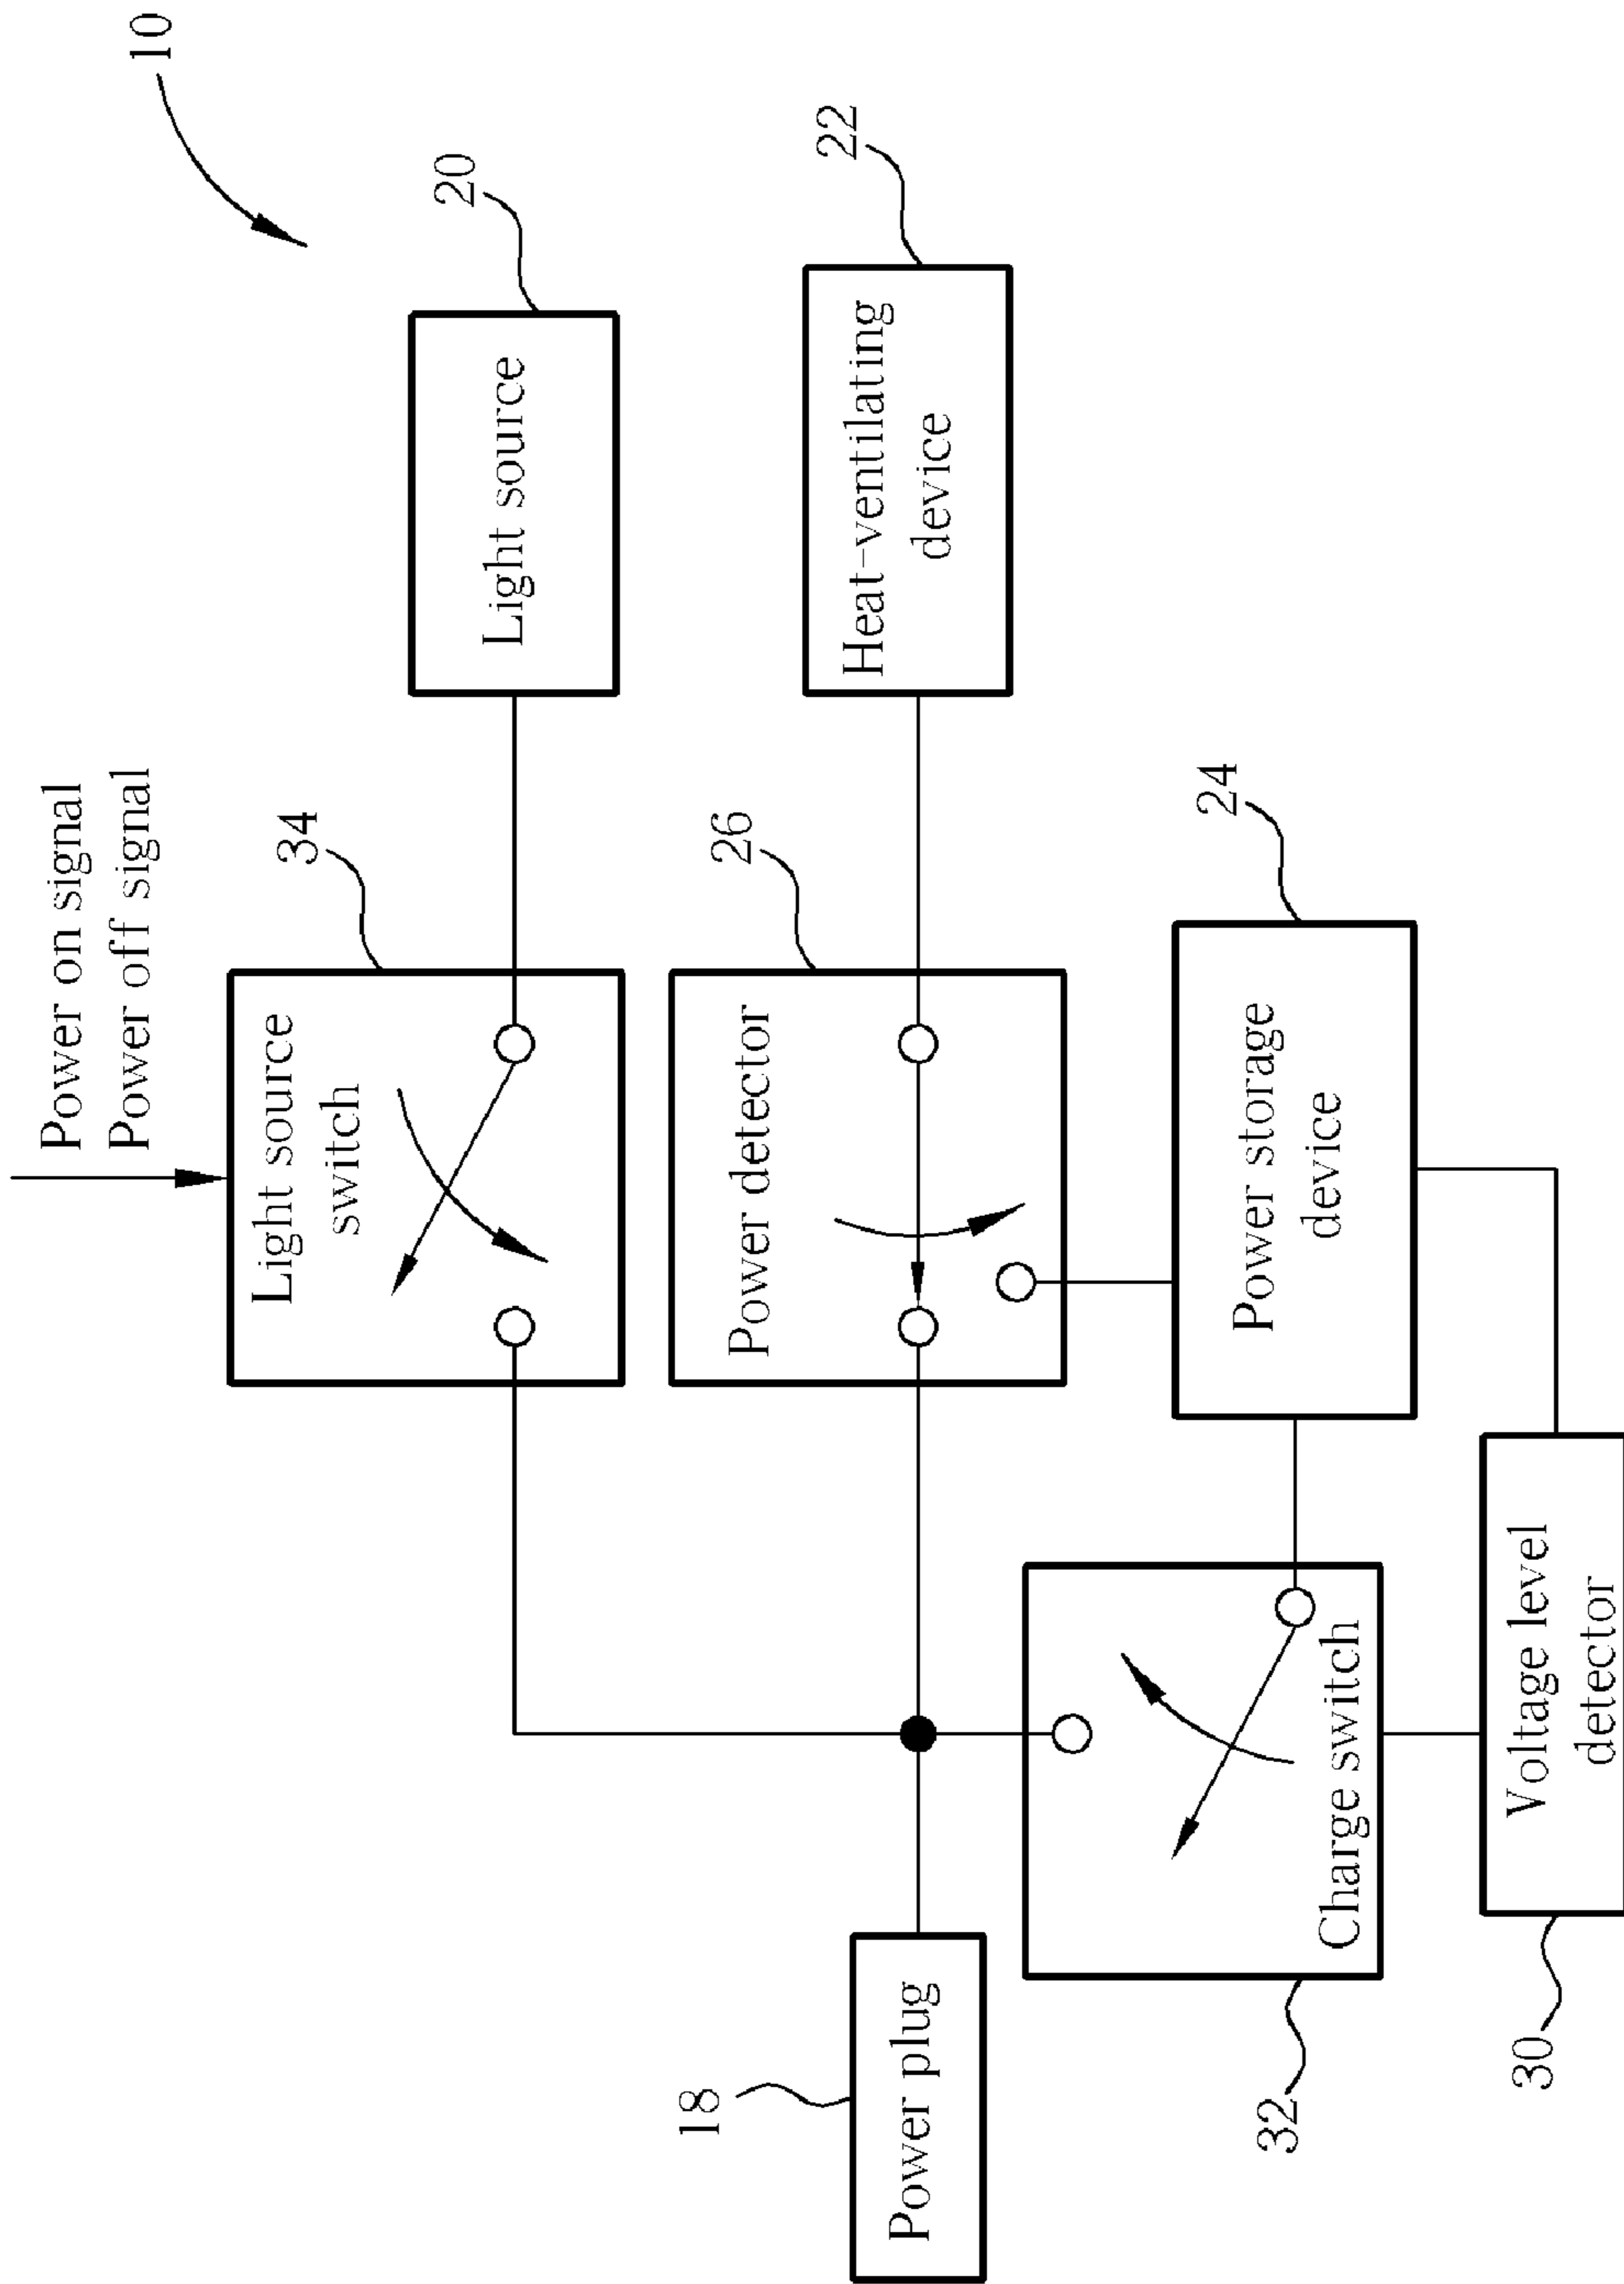 10
Power on signal
Power off signal
34
Light source
switch
20
Light source
26
Power detector
22
Heat-ventilating
device
18
Power plug
24
Power storage
device
32
Charge switch
30
Voltage level
detector